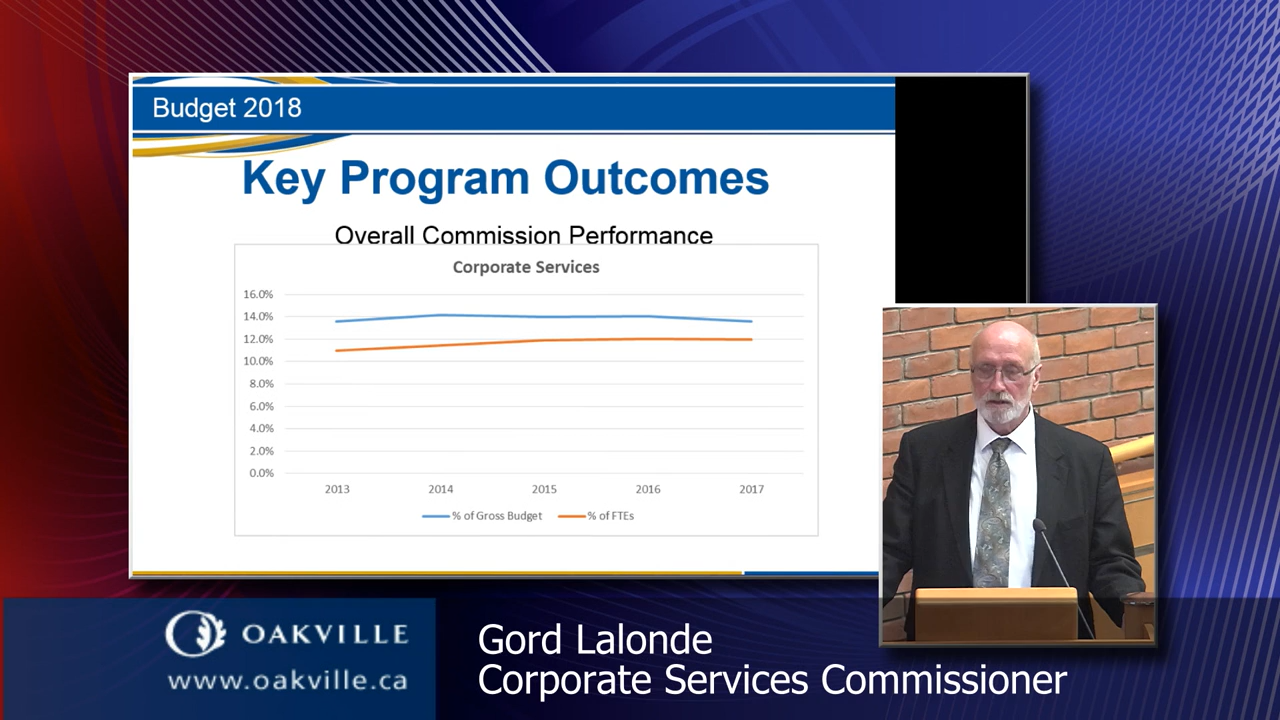 Budget 2018
Key Program Outcomes
Overall Commission Performance
Corporate Services
16.0%
14.0%
12.0%
10.0%
8.0%
6.0%
4.0%
2.0%
0.0%
2013 2014 2015 2016 2017
% of Gross Budget % of FTEs
OAKVILLE
www.oakville.ca
Gord Lalonde
Corporate Services Commissioner